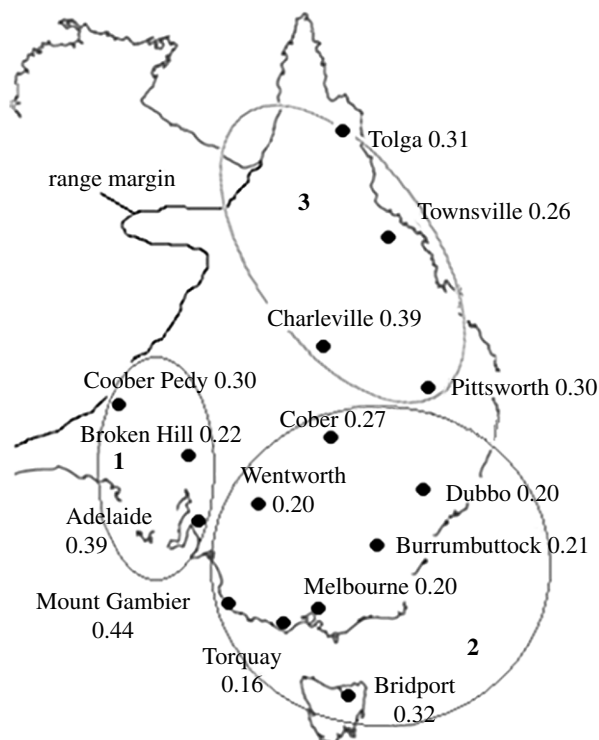 Tolga 0.31
range margin
3
Townsville 0.26
Charleville 0.39
Coober Pedy 0.30
Pittsworth 0.30
Cober 0.27
Broken Hill 0.22
1
Wentworth
0.20
Dubbo 0.20
Adelaide
0.39
Burrumbuttock 0.21
Melbourne 0.20
Mount Gambier
0.44
Torquay
0.16
2
Bridport
0.32